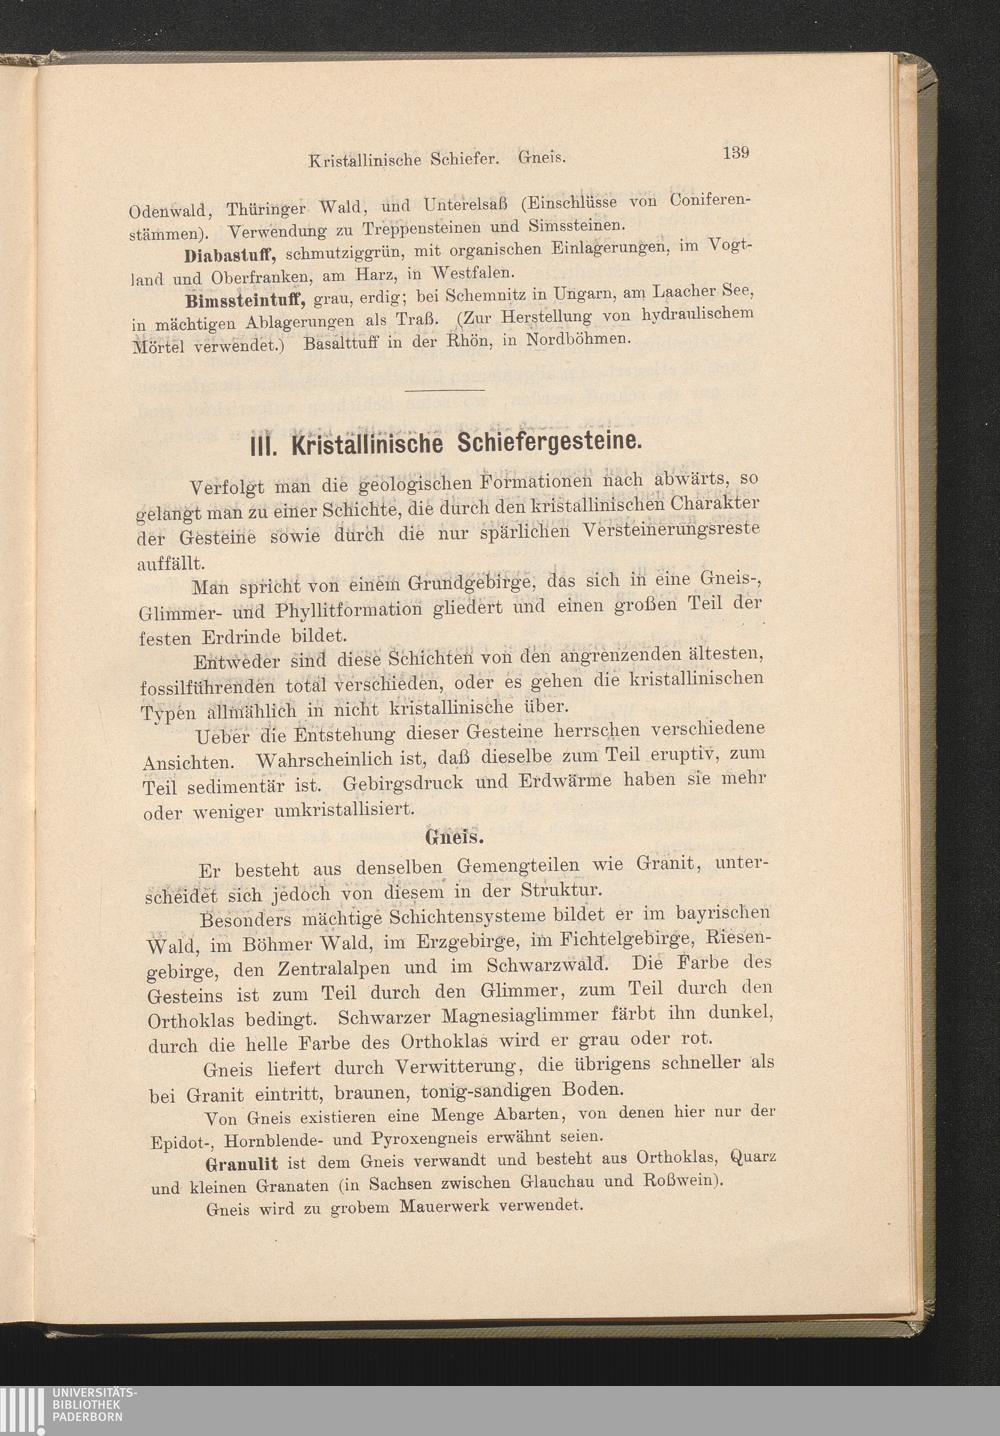 Kristallinische Schiefer. Gneis. 139
Odenwald, Thüringer Wald, und Unterelsaß (Einschlüsse von Coniferen-
stämmen). Verwendung zu Treppensteinen und Simssteinen.
Diabastuff, schmutziggrün, mit organischen Einlagerungen, im Vogt-
land und Oberfranken, am Harz, in Westfalen.
Bimssteintuff, grau, erdig; bei Schemnitz in Ungarn, am Laacher See,
in mächtigen Ablagerungen als Traß. (Zur Herstellung von hydraulischem
Mörtel verwendet.) Basalttuff in der Rhön, in Nordböhmen.
III. Kristallinische Schiefergesteine.
Verfolgt man die geologischen Formationen nach abwärts, so
gelangt man zu einer Schichte, die durch den kristallinischen Charakter
der Gesteine sowie durch die nur spärlichen Versteinerungsreste
auffällt.
Man spricht von einem Grundgebirge, das sich in eine Gneis-,
Glimmer- und Phyllitformation gliedert und einen großen Teil der
festen Erdrinde bildet.
Entweder sind diese Schichten von den angrenzenden ältesten,
fossilführenden total verschieden, oder es gehen die kristallinischen
Typen allmählich in nicht kristallinische über.
Ueber die Entstehung dieser Gesteine herrschen verschiedene
Ansichten. Wahrscheinlich ist, daß dieselbe zum Teil eruptiv, zum
Teil sedimentär ist. Gebirgsdruck und Erdwärme haben sie mehr
oder weniger umkristallisiert.
Gneis.
Er besteht aus denselben Gemengteilen wie Granit, unter-
scheidet sich jedoch von diesem in der Struktur.
Besonders mächtige Schichtensysteme bildet er im bayrischen
Wald, im Böhmer Wald, im Erzgebirge, im Fichtelgebirge, Riesen-
gebirge, den Zentralalpen und im Schwarzwald. Die Farbe des
Gesteins ist zum Teil durch den Glimmer, zum Teil durch den
Orthoklas bedingt. Schwarzer Magnesiaglimmer färbt ihn dunkel,
durch die helle Farbe des Orthoklas wird er grau oder rot.
Gneis liefert durch Verwitterung, die übrigens schneller als
bei Granit eintritt, braunen, tonig-sandigen Boden.
Von Gneis existieren eine Menge Abarten, von denen hier nur der
Epidot-, Hornblende- und Pyroxengneis erwähnt seien.
Granulit ist dem Gneis verwandt und besteht aus Orthoklas, Quarz
und kleinen Granaten (in Sachsen zwischen Glauchau und Roßwein).
Gneis wird zu grobem Mauerwerk verwendet.
UNIVERSITÄTS-
BIBLIOTHEK
PADERBORN